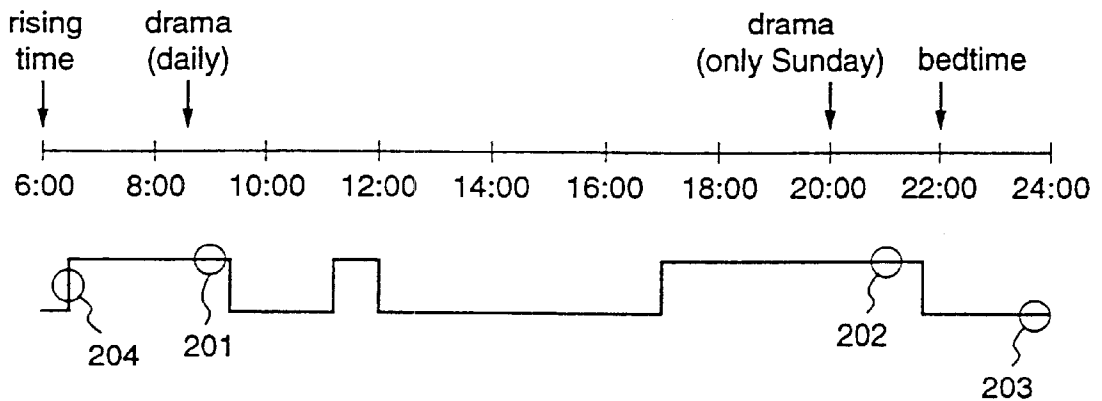 rising time
drama (daily)
drama (only Sunday)
bedtime
6:00 8:00 10:00 12:00 14:00 16:00 18:00 20:00 22:00 24:00
204
201
202
203